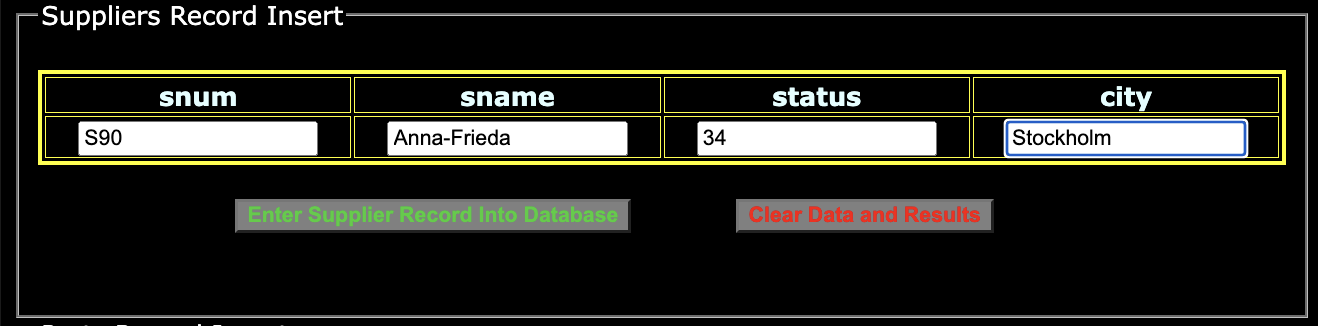 Suppliers Record Insert
snum sname status city
S90 Anna-Frieda 34 Stockholm
Enter Supplier Record Into Database Clear Data and Results